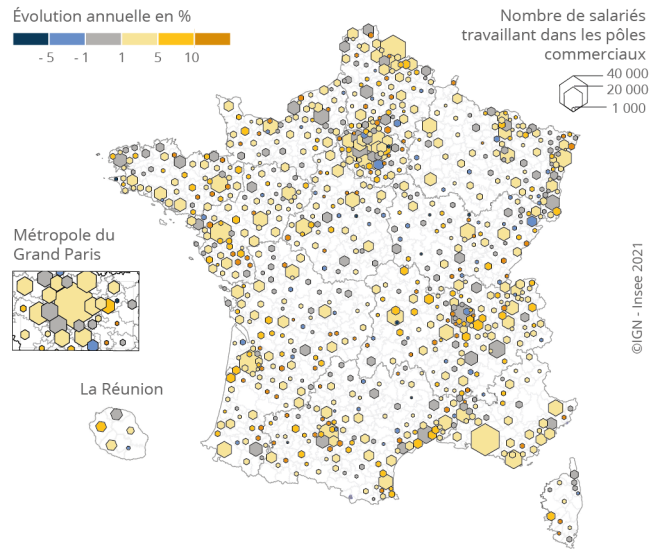 Évolution annuelle en %
- 5 - 1 1 5 10
Nombre de salariés
travaillant dans les pôles
commerciaux
40 000
20 000
1 000
Métropole du
Grand Paris
La Réunion
©IGN - Insee 2021